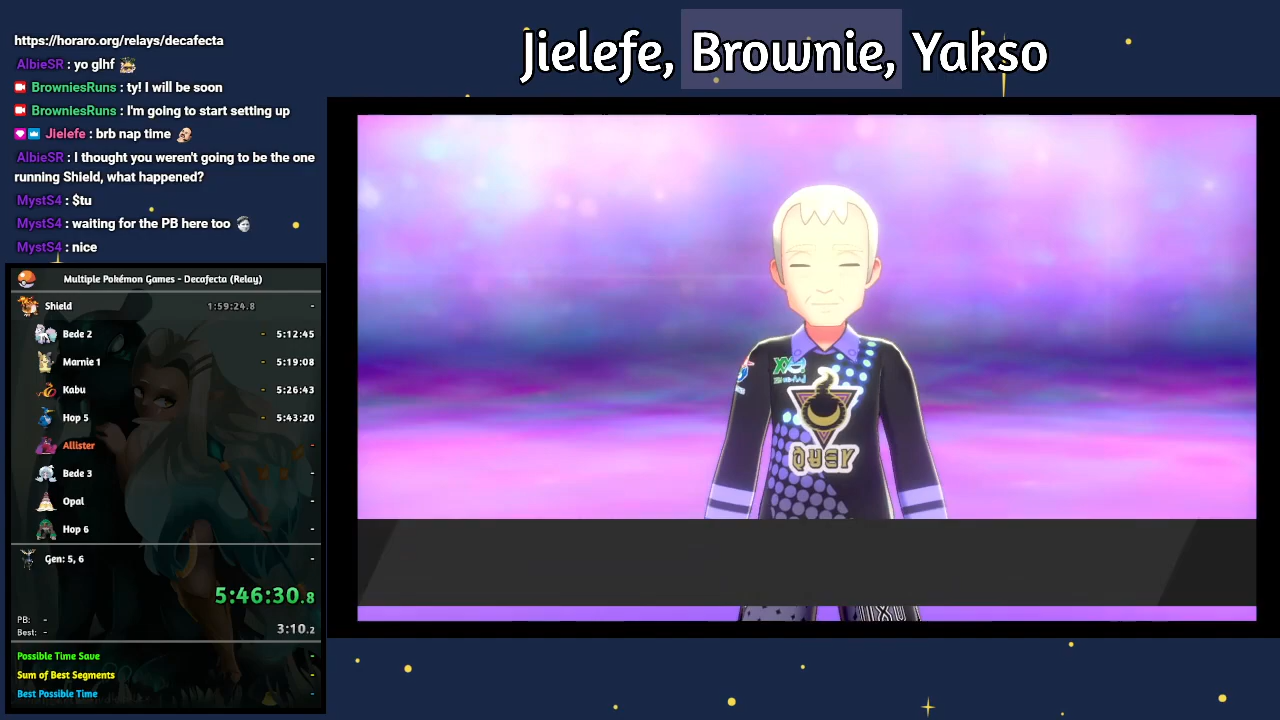 Jielefe, Brownie, Yakso
https://horaro.org/relays/decafecta
AlbieSR : yo glhf
BrowniesRuns : ty! I will be soon
BrowniesRuns : I'm going to start setting up
Jielefe : brb nap time
AlbieSR : I thought you weren't going to be the one
running Shield, what happened?
MystS4 : $tu
MystS4 : waiting for the PB here too
MystS4 : nice
Multiple Pokémon Games - Decafecta (Relay)
Shield 1:59:24.8 -
Bede 2 - 5:12:45
Marnie 1 - 5:19:08
Kabu - 5:26:43
Hop 5 - 5:43:20
Allister -
Bede 3 -
Opal -
Hop 6 -
Gen: 5, 6 -
5:46:30.8
PB: -
Best: - 3:10.2
Possible Time Save -
Sum of Best Segments -
Best Possible Time -